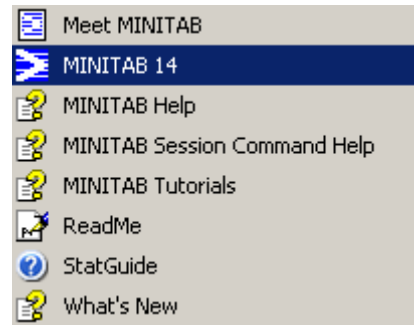 Meet MINITAB
MINITAB 14
MINITAB Help
MINITAB Session Command Help
MINITAB Tutorials
ReadMe
StatGuide
What's New